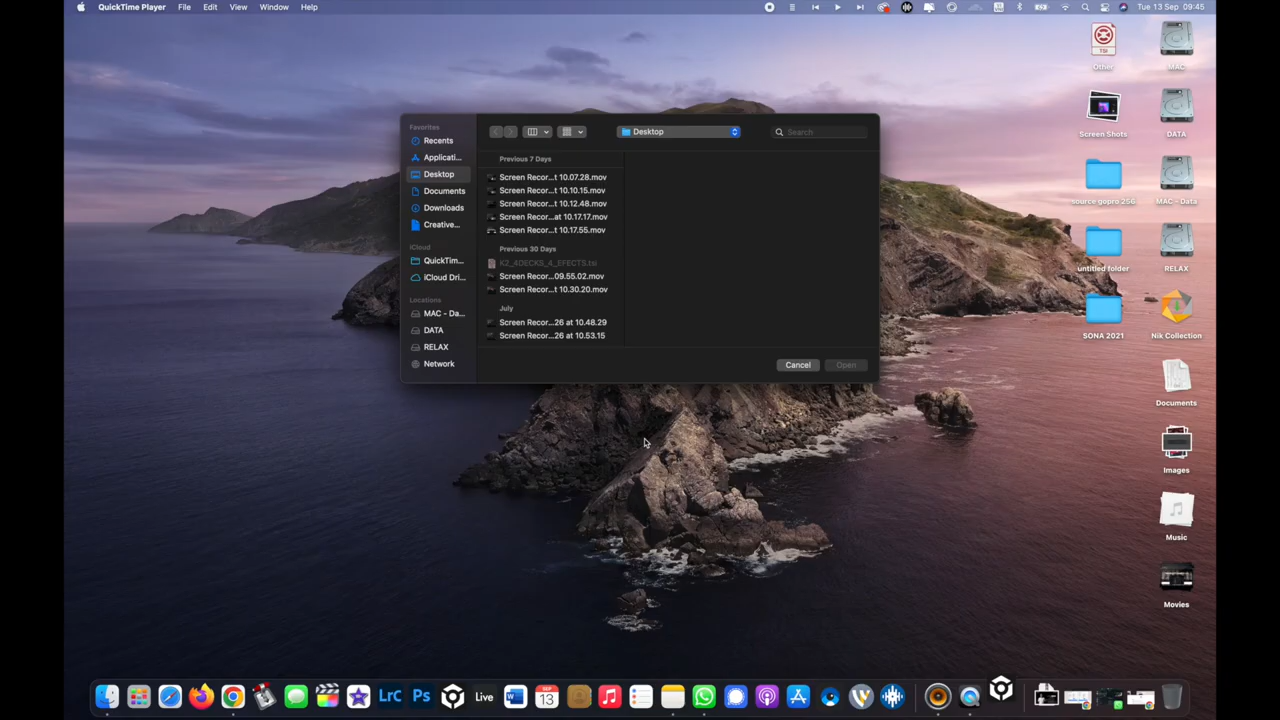 QuickTime Player File Edit View Window Help
Tue 13 Sep 09:45
Favorites
Recents
Applicati...
Desktop
Documents
Downloads
Creative...
iCloud
QuickTim...
iCloud Dri...
Locations
MAC - Da...
DATA
RELAX
Network
Desktop
Search
Previous 7 Days
Screen Recor...t 10.07.28.mov
Screen Recor...t 10.10.15.mov
Screen Recor...t 10.12.48.mov
Screen Recor...at 10.17.17.mov
Screen Recor...t 10.17.55.mov
Previous 30 Days
K2_4DECKS_4_EFECTS.tsi
Screen Recor...09.55.02.mov
Screen Recor...t 10.30.20.mov
July
Screen Recor...26 at 10.48.29
Screen Recor...26 at 10.53.15
Cancel
Open
TSI
Other
MAC
Screen Shots
DATA
source gopro 256
MAC - Data
untitled folder
RELAX
SONA 2021
Nik Collection
Documents
Images
Music
Movies
LrC
Ps
Live
W
SEP
13